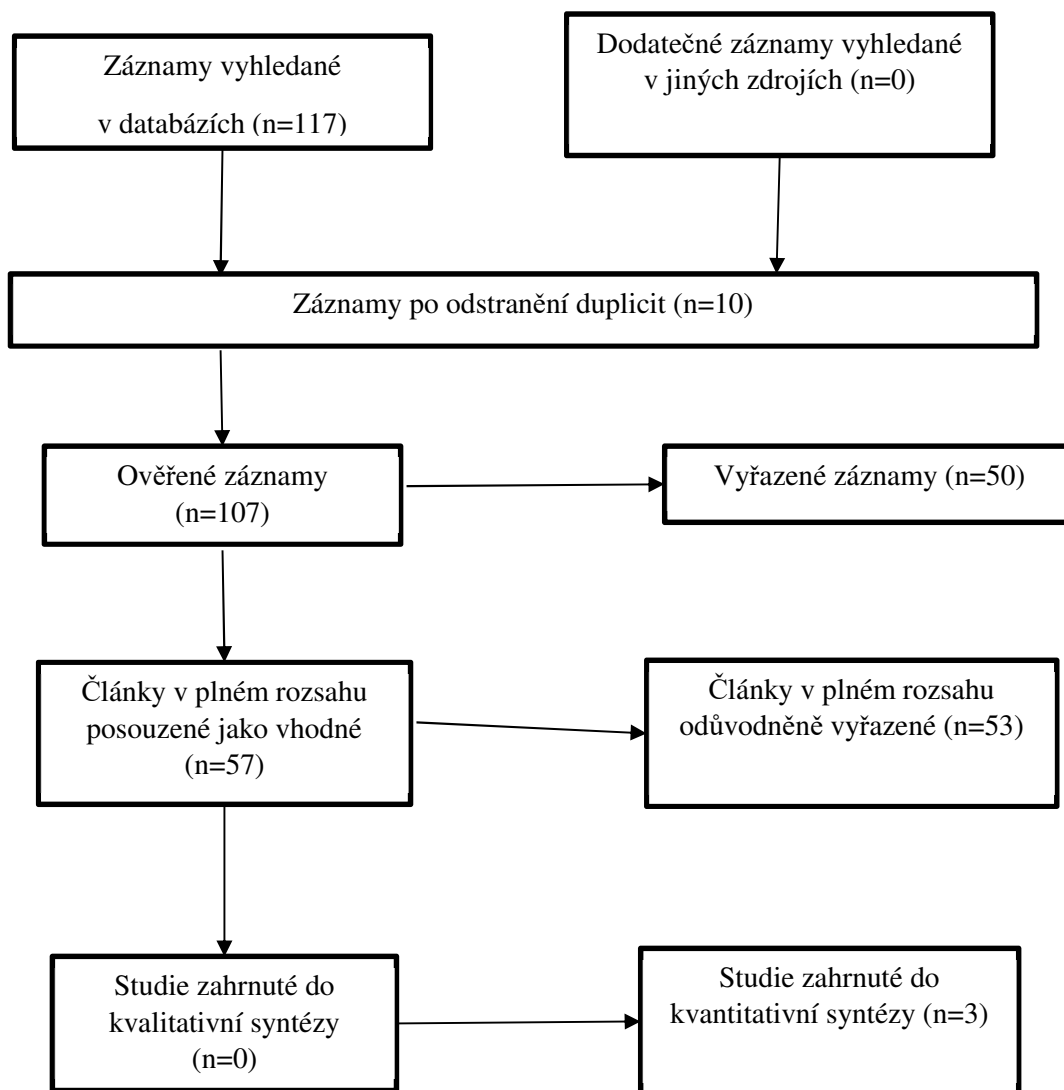 Záznamy vyhledané
v databázích (n=117)
Dodatečné záznamy vyhledané
v jiných zdrojích (n=0)
Záznamy po odstranění duplicit (n=10)
Ověřené záznamy
(n=107)
Vyřazené záznamy (n=50)
Články v plném rozsahu
posouzené jako vhodné
(n=57)
Články v plném rozsahu
odůvodněně vyřazené (n=53)
Studie zahrnuté do
kvalitativní syntézy
(n=0)
Studie zahrnuté do
kvantitativní syntézy (n=3)